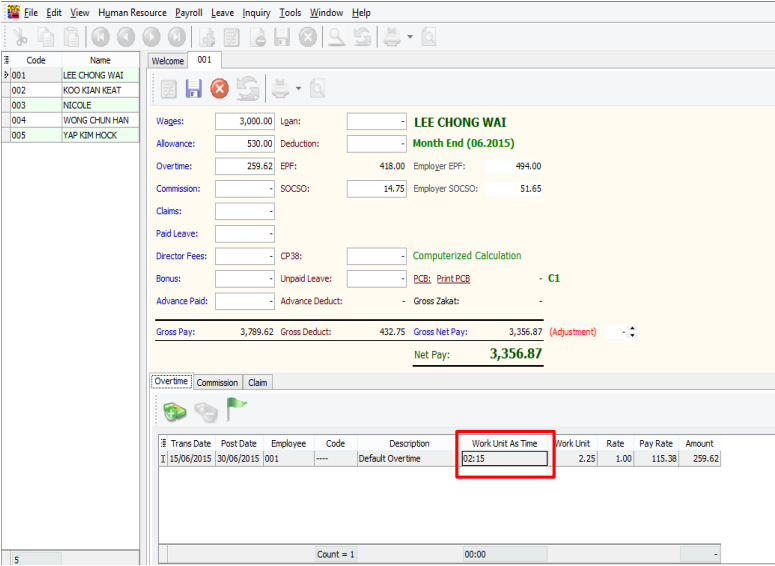 File Edit View Human Resource Payroll Leave Inquiry Tools Window Help
Code Name
001 LEE CHONG WAI
002 KOO KIAN KEAT
003 NICOLE
004 WONG CHUN HAN
005 YAP KIM HOCK
5
Welcome 001
Wages: 3,000.00 Loan: - LEE CHONG WAI
Allowance: 530.00 Deduction: - Month End (06.2015)
Overtime: 259.62 EPF: 418.00 Employer EPF: 494.00
Commission: - SOCSO: 14.75 Employer SOCSO: 51.65
Claims: -
Paid Leave: -
Director Fees: - CP38: - Computerized Calculation
Bonus: - Unpaid Leave: - PCB: Print PCB - C1
Advance Paid: - Advance Deduct: - Gross Zakat: -
Gross Pay: 3,789.62 Gross Deduct: 432.75 Gross Net Pay: 3,356.87 (Adjustment) -
Net Pay: 3,356.87
Overtime Commission Claim
Trans Date Post Date Employee Code Description Work Unit As Time Work Unit Rate Pay Rate Amount
15/06/2015 30/06/2015 001 ---- Default Overtime 02:15 2.25 1.00 115.38 259.62
Count = 1 00:00 -